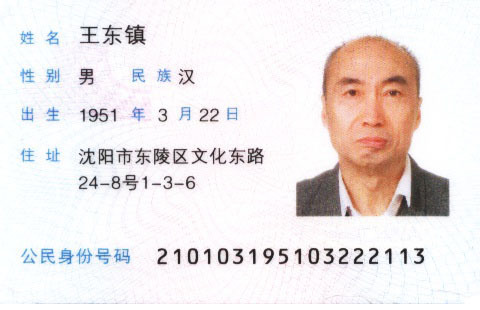 姓名 王东镇
性别 男 民族 汉
出生 1951 年 3 月 22 日
住址 沈阳市东陵区文化东路
24-8号1-3-6
公民身份号码 210103195103222113